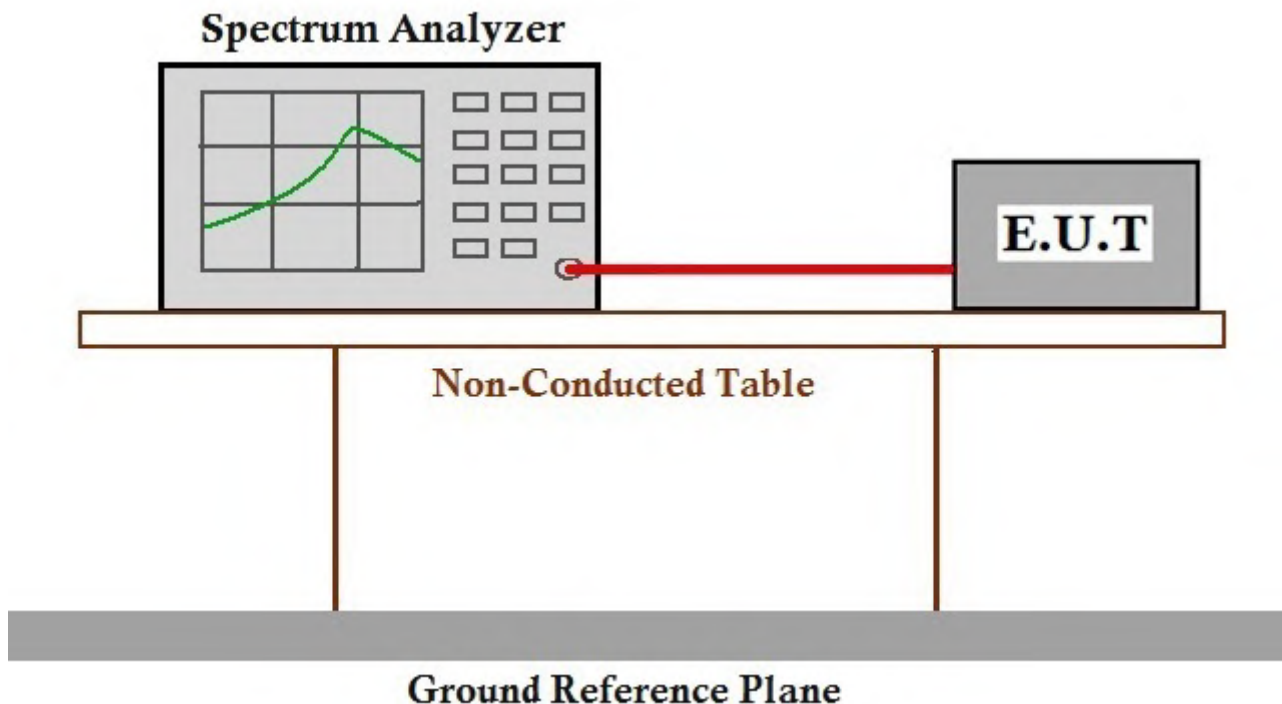 Spectrum Analyzer
E.U.T
Non-Conducted Table
Ground Reference Plane